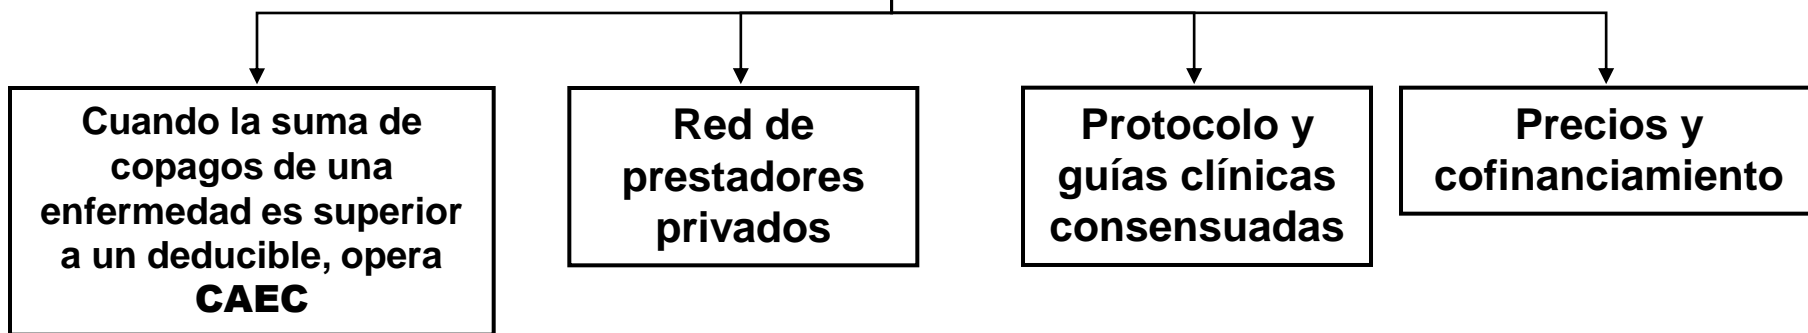 Cuando la suma de
copagos de una
enfermedad es superior
a un deducible, opera
CAEC
Red de
prestadores
privados
Protocolo y
guías clínicas
consensuadas
Precios y
cofinanciamiento